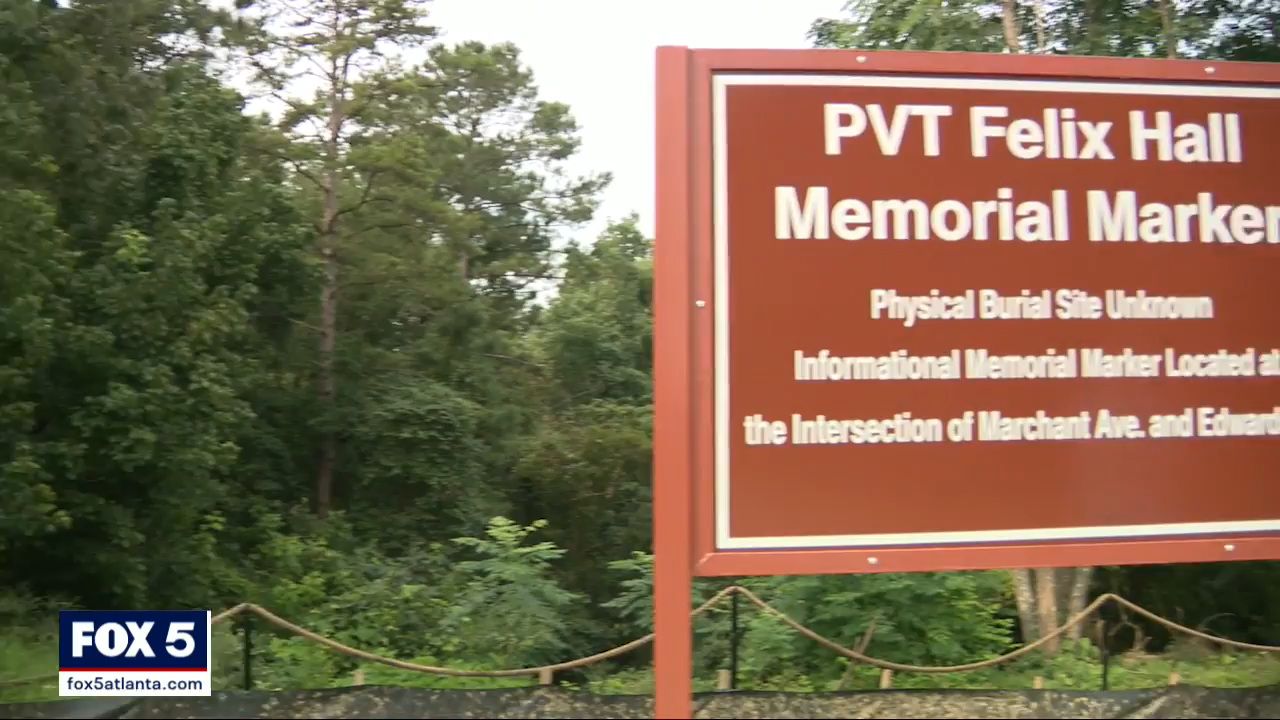 PVT Felix Hall
Memorial Marker
Physical Burial Site Unknown
Informational Memorial Marker Located at
the Intersection of Marchant Ave. and Edward
FOX 5
fox5atlanta.com